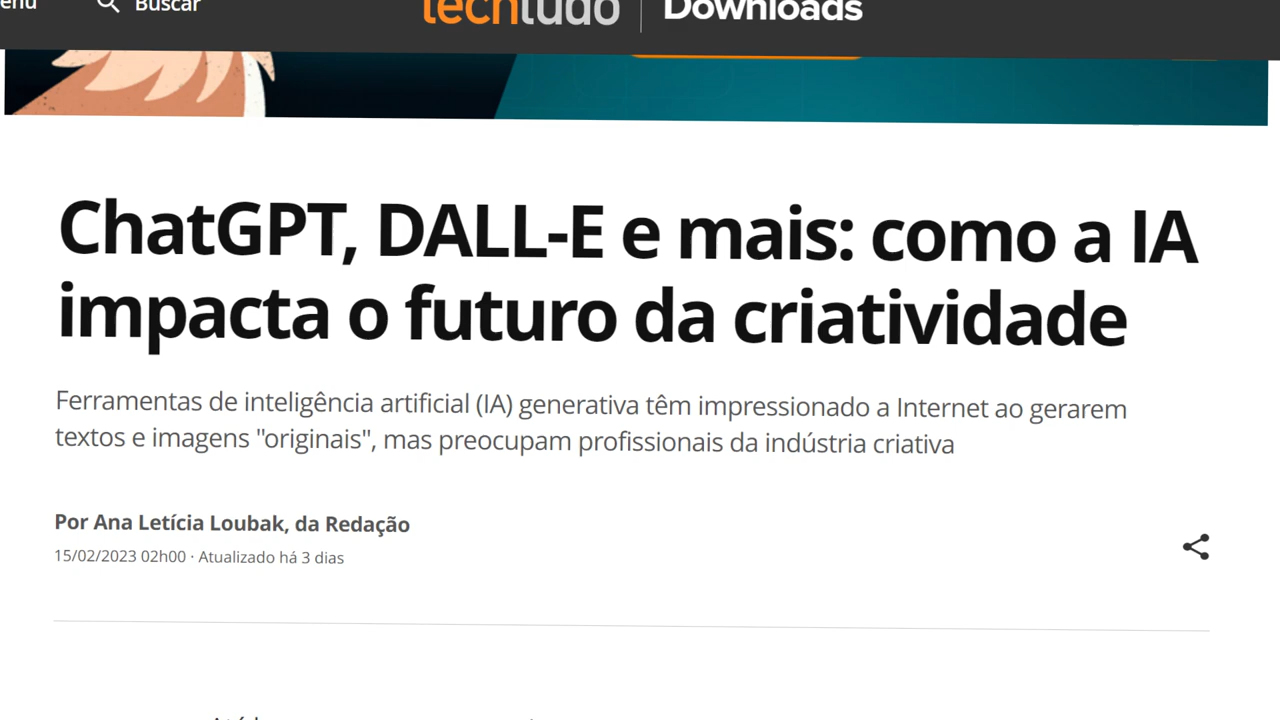 Buscar
techtudo
Downloads
ChatGPT, DALL-E e mais: como a IA
impacta o futuro da criatividade
Ferramentas de inteligência artificial (IA) generativa têm impressionado a Internet ao gerarem
textos e imagens "originais", mas preocupam profissionais da indústria criativa
Por Ana Letícia Loubak, da Redação
15/02/2023 02h00 · Atualizado há 3 dias